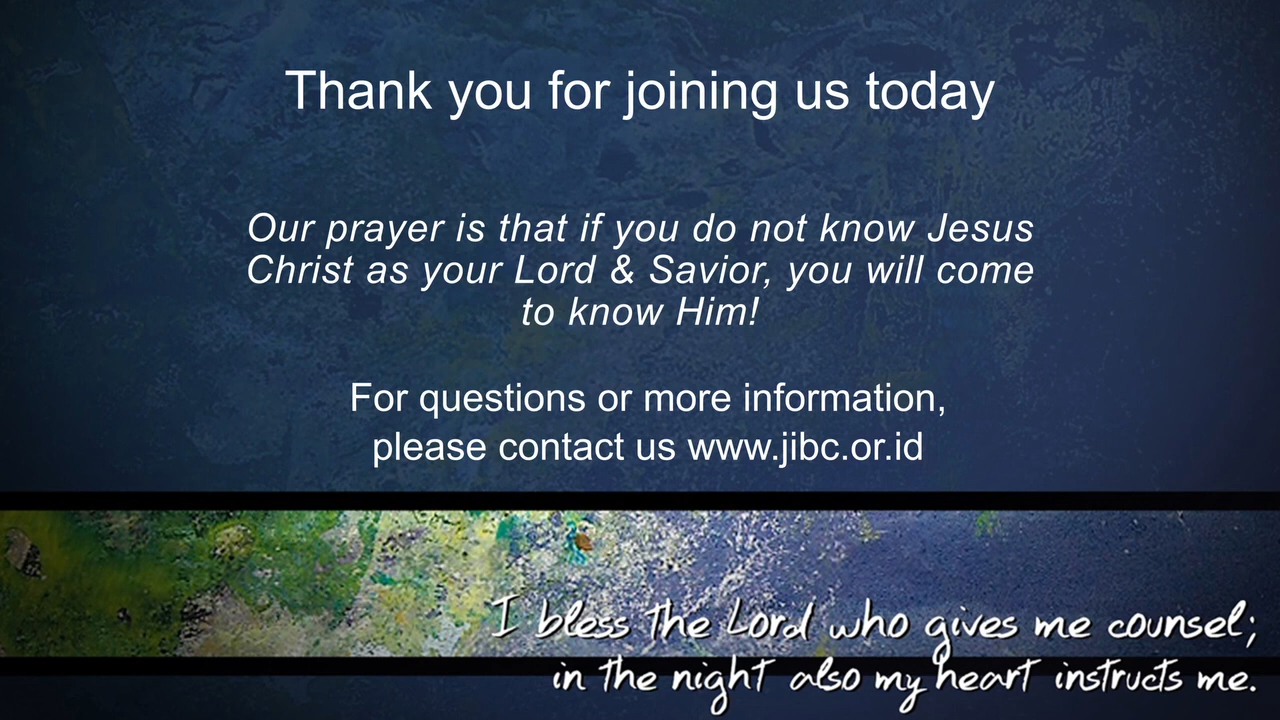 Thank you for joining us today
Our prayer is that if you do not know Jesus
Christ as your Lord & Savior, you will come
to know Him!
For questions or more information,
please contact us www.jibc.or.id
I bless the Lord who gives me counsel;
in the night also my heart instructs me.